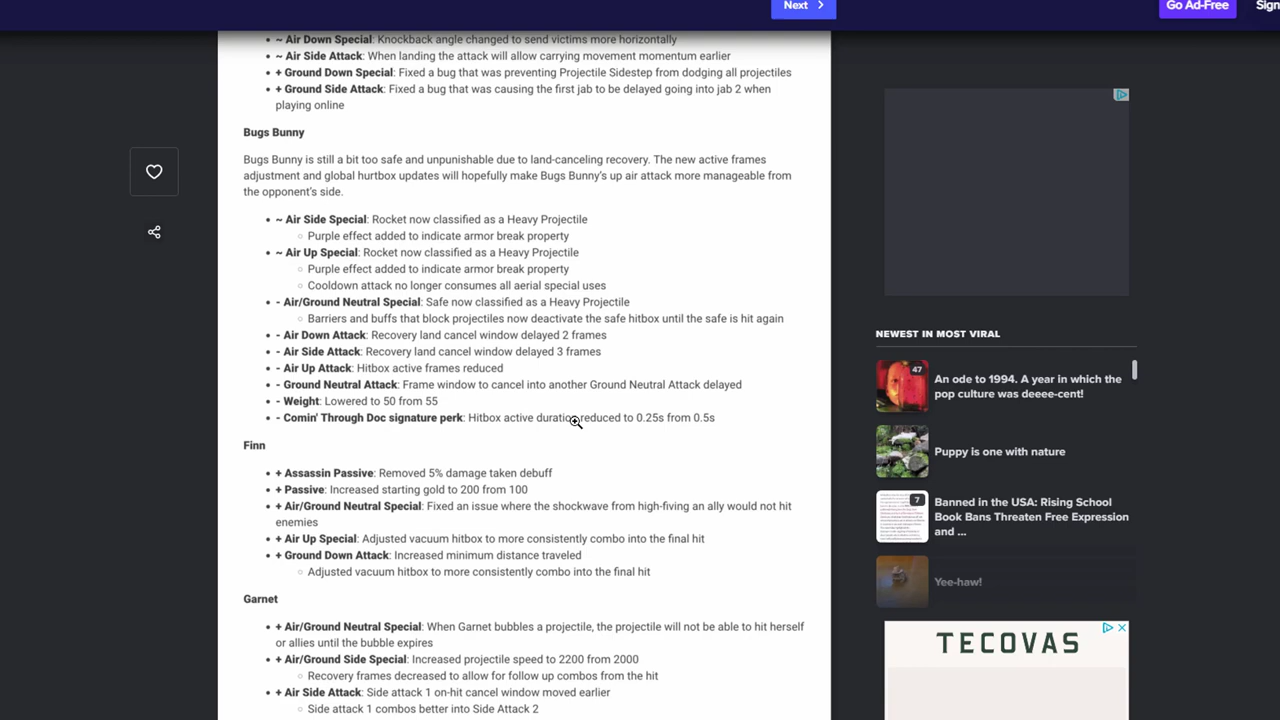 Next
Go Ad-Free
Sign
~ Air Down Special: Knockback angle changed to send victims more horizontally
~ Air Side Attack: When landing the attack will allow carrying movement momentum earlier
+ Ground Down Special: Fixed a bug that was preventing Projectile Sidestep from dodging all projectiles
+ Ground Side Attack: Fixed a bug that was causing the first jab to be delayed going into jab 2 when
playing online
Bugs Bunny
Bugs Bunny is still a bit too safe and unpunishable due to land-canceling recovery. The new active frames
adjustment and global hurtbox updates will hopefully make Bugs Bunny's up air attack more manageable from
the opponent's side.
~ Air Side Special: Rocket now classified as a Heavy Projectile
Purple effect added to indicate armor break property
~ Air Up Special: Rocket now classified as a Heavy Projectile
Purple effect added to indicate armor break property
Cooldown attack no longer consumes all aerial special uses
- Air/Ground Neutral Special: Safe now classified as a Heavy Projectile
Barriers and buffs that block projectiles now deactivate the safe hitbox until the safe is hit again
- Air Down Attack: Recovery land cancel window delayed 2 frames
- Air Side Attack: Recovery land cancel window delayed 3 frames
- Air Up Attack: Hitbox active frames reduced
- Ground Neutral Attack: Frame window to cancel into another Ground Neutral Attack delayed
- Weight: Lowered to 50 from 55
- Comin' Through Doc signature perk: Hitbox active duration reduced to 0.25s from 0.5s
Finn
+ Assassin Passive: Removed 5% damage taken debuff
+ Passive: Increased starting gold to 200 from 100
+ Air/Ground Neutral Special: Fixed an issue where the shockwave from high-fiving an ally would not hit
enemies
+ Air Up Special: Adjusted vacuum hitbox to more consistently combo into the final hit
+ Ground Down Attack: Increased minimum distance traveled
Adjusted vacuum hitbox to more consistently combo into the final hit
Garnet
+ Air/Ground Neutral Special: When Garnet bubbles a projectile, the projectile will not be able to hit herself
or allies until the bubble expires
+ Air/Ground Side Special: Increased projectile speed to 2200 from 2000
Recovery frames decreased to allow for follow up combos from the hit
+ Air Side Attack: Side attack 1 on-hit cancel window moved earlier
Side attack 1 combos better into Side Attack 2
NEWEST IN MOST VIRAL
47
An ode to 1994. A year in which the
pop culture was deeee-cent!
Puppy is one with nature
7
Banned in the USA: Rising School
Book Bans Threaten Free Expression
and ...
Yee-haw!
TECOVAS